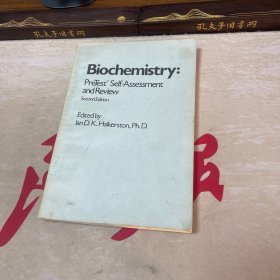 孔夫子旧书网
孔夫子旧书网
Biochemistry:
PreTest® Self-Assessment
and Review
Second Edition
Edited by
Ian D. K. Halkerston, Ph. D.